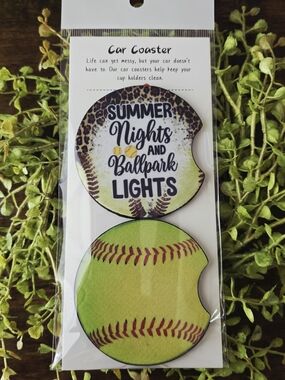 Car Coaster
Life can get messy, but your car doesn't
have to. Our car coasters help keep your
cup holders clean.
SUMMER
Nights
AND
Ballpark
LIGHTS